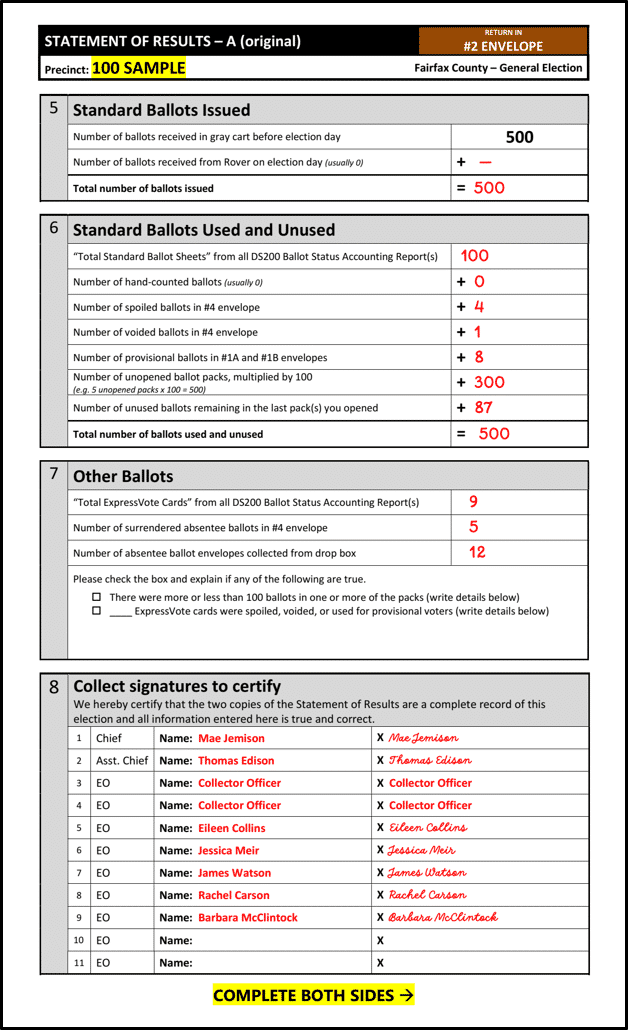 STATEMENT OF RESULTS – A (original)
RETURN IN
#2 ENVELOPE
Precinct: 100 SAMPLE
Fairfax County – General Election
5 Standard Ballots Issued
Number of ballots received in gray cart before election day 500
Number of ballots received from Rover on election day (usually 0) + —
Total number of ballots issued = 500
6 Standard Ballots Used and Unused
“Total Standard Ballot Sheets” from all DS200 Ballot Status Accounting Report(s) 100
Number of hand-counted ballots (usually 0) + 0
Number of spoiled ballots in #4 envelope + 4
Number of voided ballots in #4 envelope + 1
Number of provisional ballots in #1A and #1B envelopes + 8
Number of unopened ballot packs, multiplied by 100
(e.g. 5 unopened packs x 100 = 500) + 300
Number of unused ballots remaining in the last pack(s) you opened + 87
Total number of ballots used and unused = 500
7 Other Ballots
“Total ExpressVote Cards” from all DS200 Ballot Status Accounting Report(s) 9
Number of surrendered absentee ballots in #4 envelope 5
Number of absentee ballot envelopes collected from drop box 12
Please check the box and explain if any of the following are true.
☐ There were more or less than 100 ballots in one or more of the packs (write details below)
☐ ____ ExpressVote cards were spoiled, voided, or used for provisional voters (write details below)
8 Collect signatures to certify
We hereby certify that the two copies of the Statement of Results are a complete record of this
election and all information entered here is true and correct.
1 Chief Name: Mae Jemison X Mae Jemison
2 Asst. Chief Name: Thomas Edison X Thomas Edison
3 EO Name: Collector Officer X Collector Officer
4 EO Name: Collector Officer X Collector Officer
5 EO Name: Eileen Collins X Eileen Collins
6 EO Name: Jessica Meir X Jessica Meir
7 EO Name: James Watson X James Watson
8 EO Name: Rachel Carson X Rachel Carson
9 EO Name: Barbara McClintock X Barbara McClintock
10 EO Name: X
11 EO Name: X
COMPLETE BOTH SIDES →